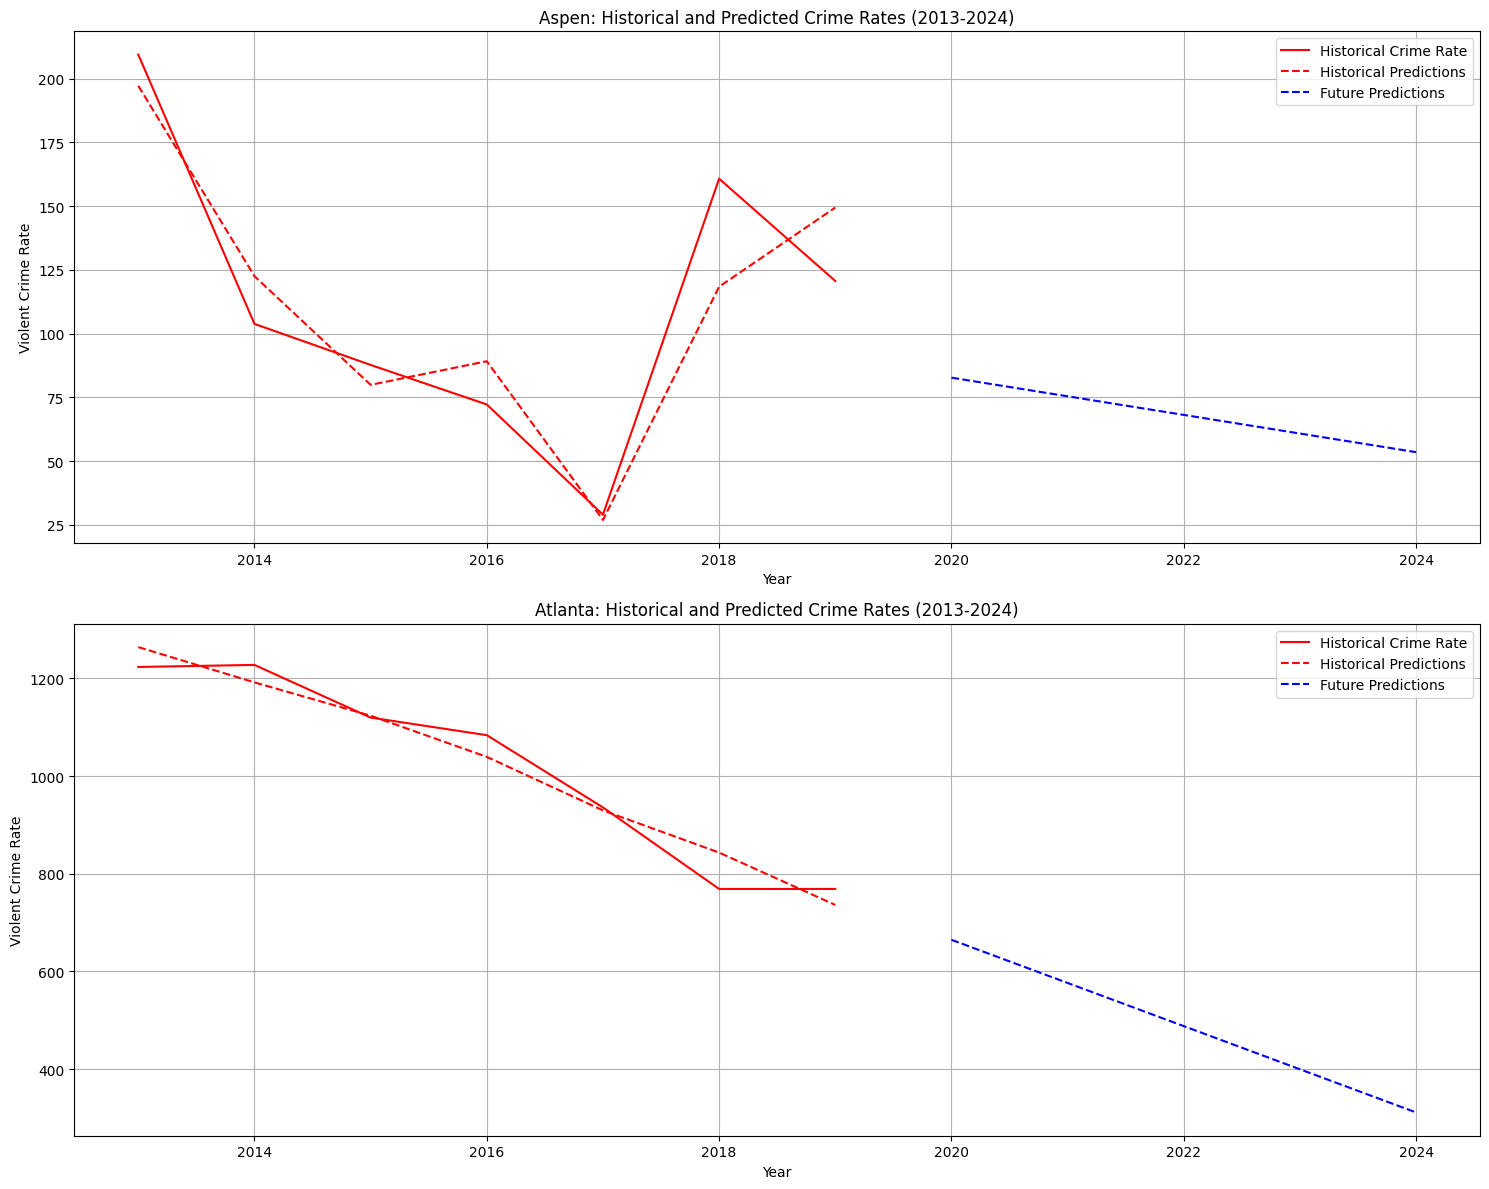 Aspen: Historical and Predicted Crime Rates (2013-2024)
Historical Crime Rate
Historical Predictions
Future Predictions
Violent Crime Rate
200
175
150
125
100
75
50
25
2014
2016
2018
2020
2022
2024
Year
Atlanta: Historical and Predicted Crime Rates (2013-2024)
Historical Crime Rate
Historical Predictions
Future Predictions
Violent Crime Rate
1200
1000
800
600
400
2014
2016
2018
2020
2022
2024
Year